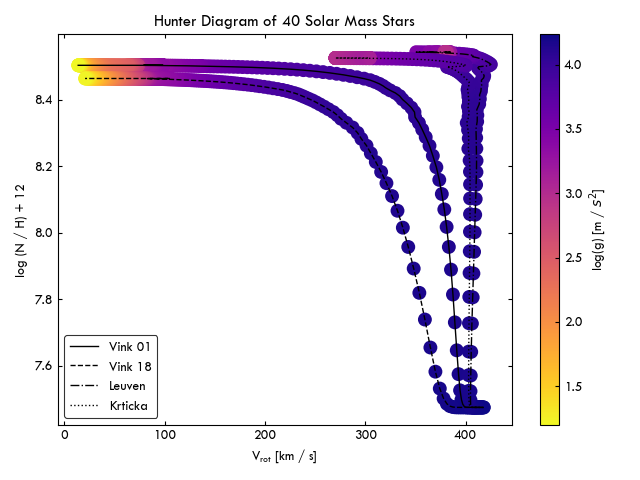 Hunter Diagram of 40 Solar Mass Stars
log (N / H) + 12
8.4
8.2
8.0
7.8
7.6
Vink 01
Vink 18
Leuven
Krticka
0
100
200
300
400
V_rot [km / s]
4.0
3.5
3.0
2.5
2.0
1.5
log(g) [m / s²]